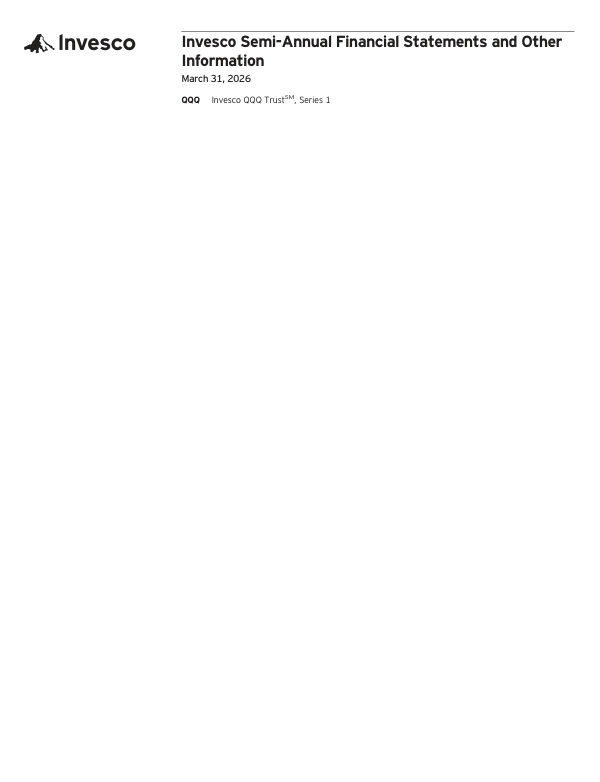 Invesco
Invesco Semi-Annual Financial Statements and Other
Information
March 31, 2026
QQQ Invesco QQQ Trust℠, Series 1